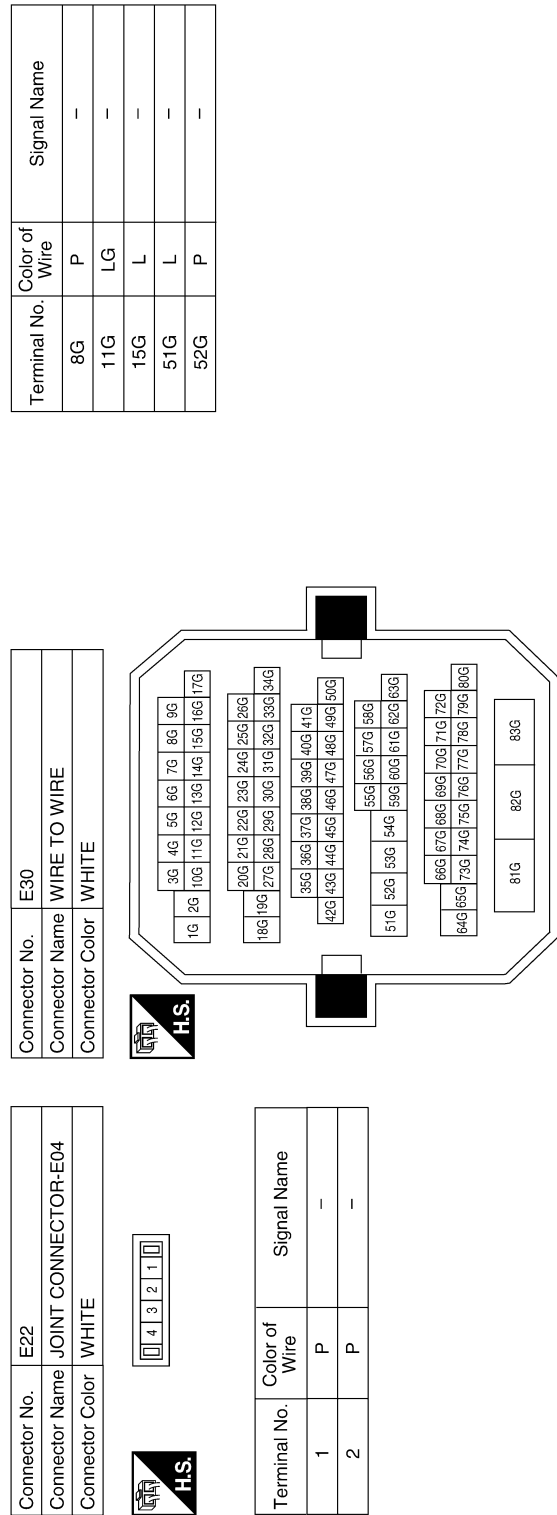 Connector No. E22
Connector Name JOINT CONNECTOR-E04
Connector Color WHITE
H.S.
4 3 2 1
Terminal No. Color of Wire Signal Name
1 P –
2 P –
Connector No. E30
Connector Name WIRE TO WIRE
Connector Color WHITE
H.S.
3G 4G 5G 6G 7G 8G 9G
1G 2G 10G 11G 12G 13G 14G 15G 16G 17G
20G 21G 22G 23G 24G 25G 26G
18G 19G 27G 28G 29G 30G 31G 32G 33G 34G
35G 36G 37G 38G 39G 40G 41G
42G 43G 44G 45G 46G 47G 48G 49G 50G
55G 56G 57G 58G
51G 52G 53G 54G 59G 60G 61G 62G 63G
66G 67G 68G 69G 70G 71G 72G
64G 65G 73G 74G 75G 76G 77G 78G 79G 80G
81G 82G 83G
Terminal No. Color of Wire Signal Name
8G P –
11G LG –
15G L –
51G L –
52G P –